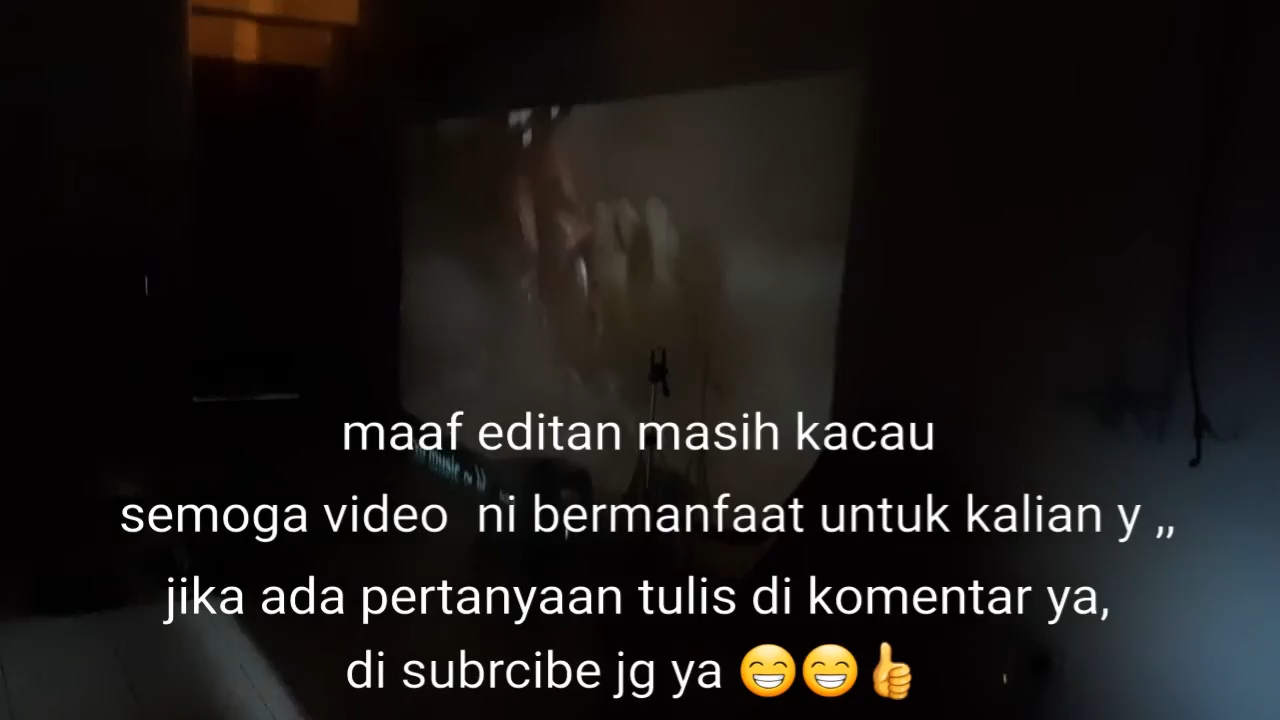 maaf editan masih kacau
semoga video  ni bermanfaat untuk kalian y ,,
jika ada pertanyaan tulis di komentar ya,
di subrcibe jg ya 😁😁👍